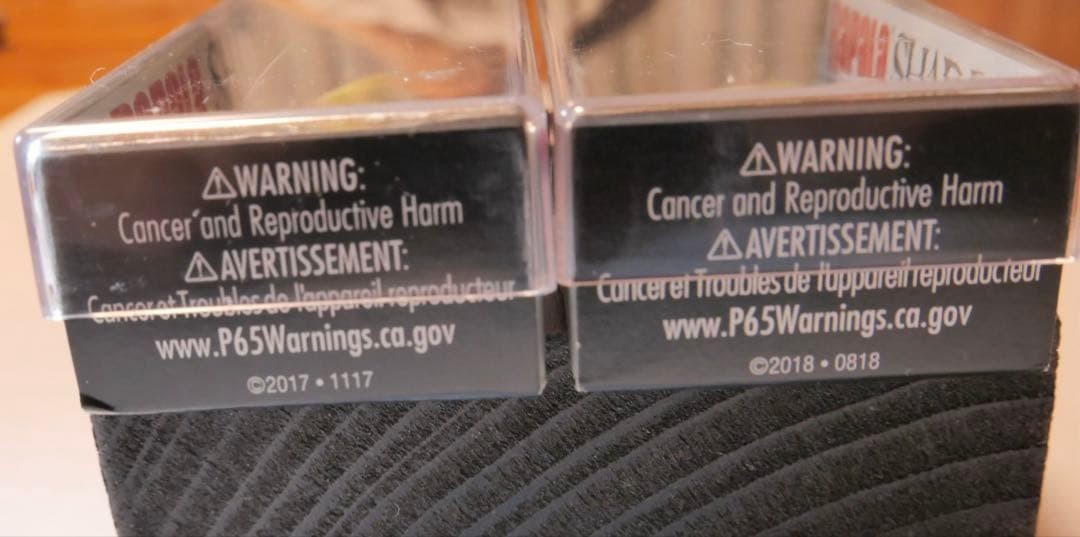 ⚠WARNING:
Cancer and Reproductive Harm
⚠AVERTISSEMENT:
Cancer et Troubles de l'appareil reproducteur
www.P65Warnings.ca.gov
©2017 • 1117
⚠WARNING:
Cancer and Reproductive Harm
⚠AVERTISSEMENT:
Cancer et Troubles de l'appareil reproducteur
www.P65Warnings.ca.gov
©2018 • 0818